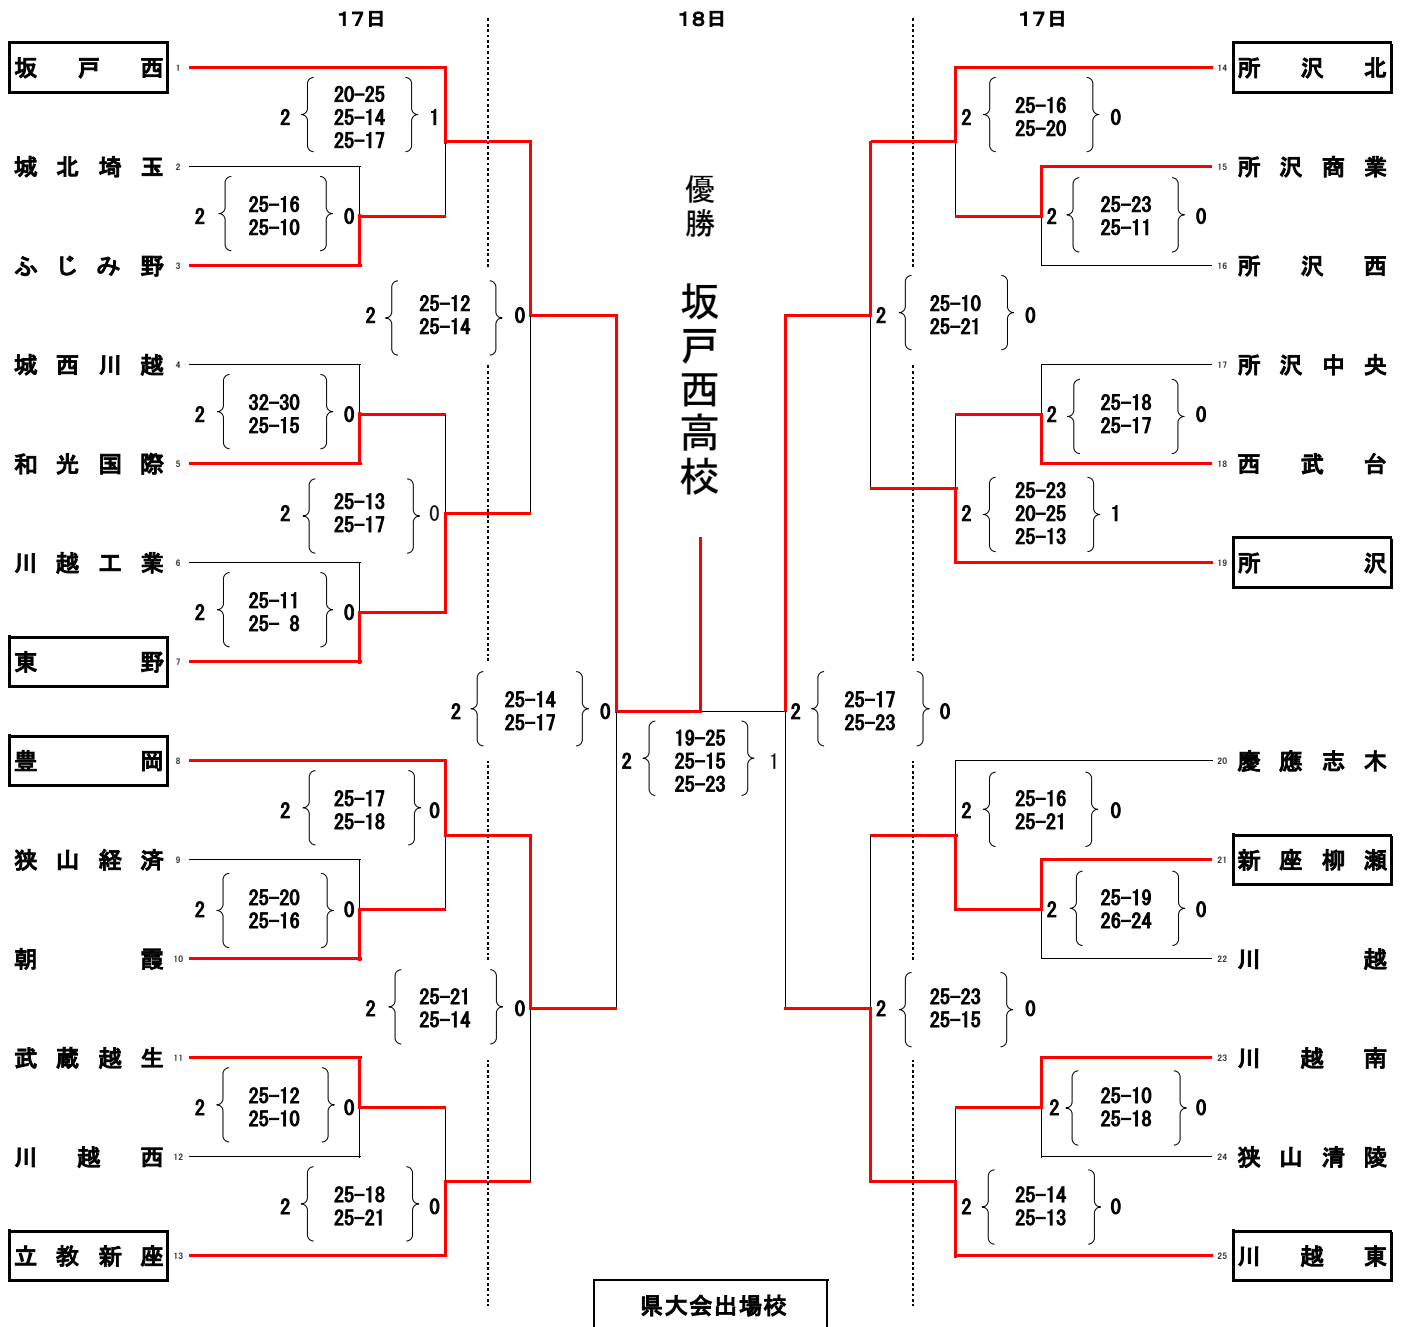 17日
18日
17日
坂戸西 1
2 20-25 1
25-14
25-17
城北埼玉 2
2 25-16 0
25-10
ふじみ野 3
2 25-12 0
25-14
城西川越 4
2 32-30 0
25-15
和光国際 5
2 25-13 0
25-17
川越工業 6
2 25-11 0
25- 8
東野 7
2 25-14 0
25-17
豊岡 8
2 25-17 0
25-18
狭山経済 9
2 25-20 0
25-16
朝霞 10
2 25-21 0
25-14
武蔵越生 11
2 25-12 0
25-10
川越西 12
2 25-18 0
25-21
立教新座 13
優勝
坂戸西高校
2 19-25 1
25-15
25-23
14 所沢北
2 25-16 0
25-20
15 所沢商業
2 25-23 0
25-11
16 所沢西
2 25-10 0
25-21
17 所沢中央
2 25-18 0
25-17
18 西武台
2 25-23 1
20-25
25-13
19 所沢
2 25-17 0
25-23
20 慶應志木
2 25-16 0
25-21
21 新座柳瀬
2 25-19 0
26-24
22 川越
2 25-23 0
25-15
23 川越南
2 25-10 0
25-18
24 狭山清陵
2 25-14 0
25-13
25 川越東
県大会出場校